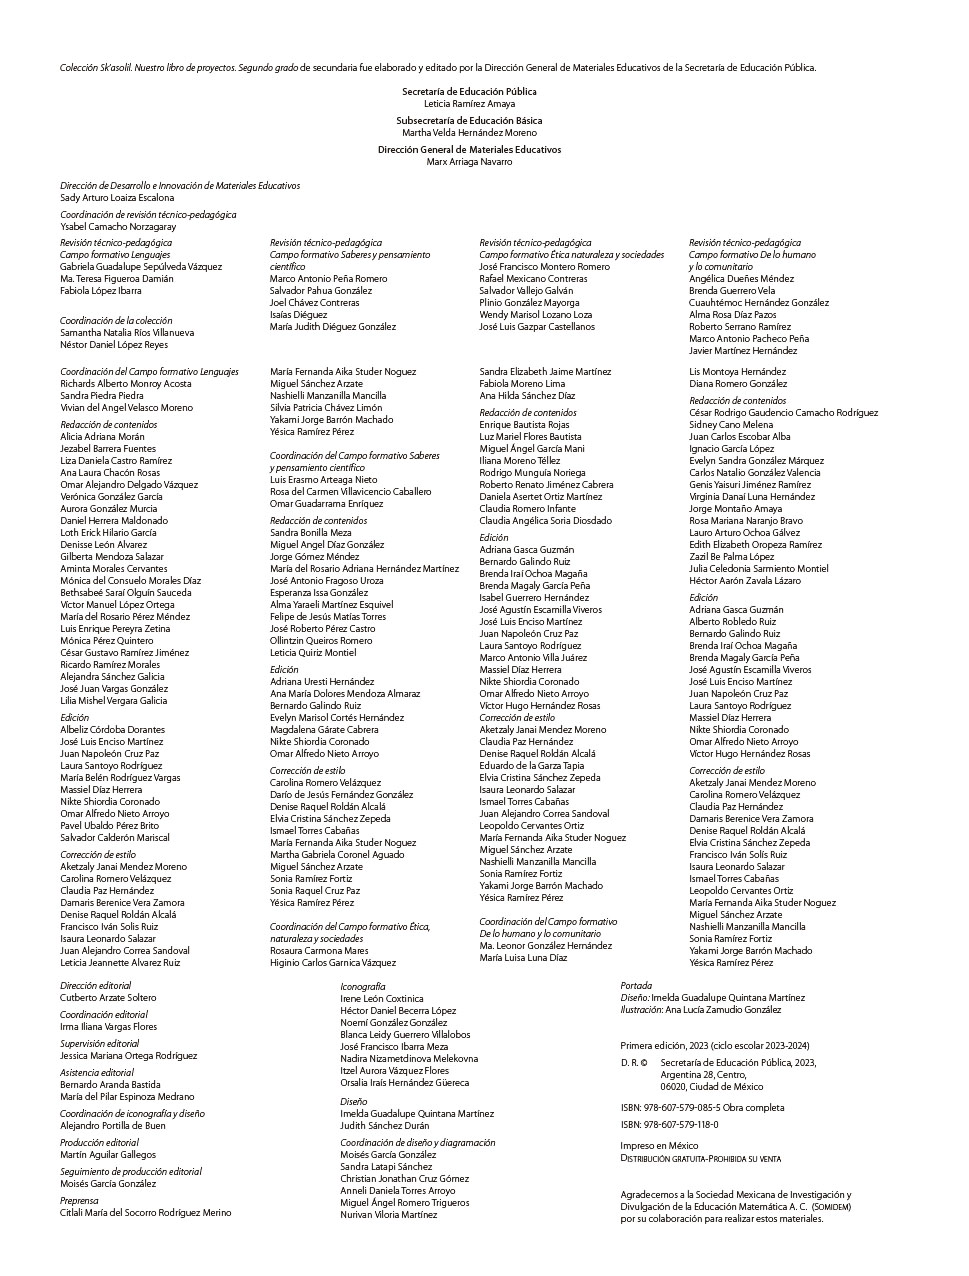 Colección Sk'asolil. Nuestro libro de proyectos. Segundo grado de secundaria fue elaborado y editado por la Dirección General de Materiales Educativos de la Secretaría de Educación Pública.
Secretaría de Educación Pública
Leticia Ramírez Amaya
Subsecretaría de Educación Básica
Martha Velda Hernández Moreno
Dirección General de Materiales Educativos
Marx Arriaga Navarro
Dirección de Desarrollo e Innovación de Materiales Educativos
Sady Arturo Loaiza Escalona
Coordinación de revisión técnico-pedagógica
Ysabel Camacho Norzagaray
Revisión técnico-pedagógica
Campo formativo Lenguajes
Gabriela Guadalupe Sepúlveda Vázquez
Ma. Teresa Figueroa Damián
Fabiola López Ibarra
Coordinación de la colección
Samantha Natalia Ríos Villanueva
Néstor Daniel López Reyes
Revisión técnico-pedagógica
Campo formativo Saberes y pensamiento
científico
Marco Antonio Peña Romero
Salvador Pahua González
Joel Chávez Contreras
Isaías Diéguez
María Judith Diéguez González
Revisión técnico-pedagógica
Campo formativo Ética naturaleza y sociedades
José Francisco Montero Romero
Rafael Mexicano Contreras
Salvador Vallejo Galván
Plinio González Mayorga
Wendy Marisol Lozano Loza
José Luis Gazpar Castellanos
Revisión técnico-pedagógica
Campo formativo De lo humano
y lo comunitario
Angélica Dueñes Méndez
Brenda Guerrero Vela
Cuauhtémoc Hernández González
Alma Rosa Díaz Pazos
Roberto Serrano Ramírez
Marco Antonio Pacheco Peña
Javier Martínez Hernández
Coordinación del Campo formativo Lenguajes
Richards Alberto Monroy Acosta
Sandra Piedra Piedra
Vivian del Angel Velasco Moreno
Redacción de contenidos
Alicia Adriana Morán
Jezabel Barrera Fuentes
Liza Daniela Castro Ramírez
Ana Laura Chacón Rosas
Omar Alejandro Delgado Vázquez
Verónica González García
Aurora González Murcia
Daniel Herrera Maldonado
Loth Erick Hilario García
Denisse León Alvarez
Gilberta Mendoza Salazar
Aminta Morales Cervantes
Mónica del Consuelo Morales Díaz
Bethsabeé Saraí Olguín Sauceda
Víctor Manuel López Ortega
María del Rosario Pérez Méndez
Luis Enrique Pereyra Zetina
Mónica Pérez Quintero
César Gustavo Ramírez Jiménez
Ricardo Ramírez Morales
Alejandra Sánchez Galicia
José Juan Vargas González
Lilia Mishel Vergara Galicia
Edición
Albeliz Córdoba Dorantes
José Luis Enciso Martínez
Juan Napoleón Cruz Paz
Laura Santoyo Rodríguez
María Belén Rodríguez Vargas
Massiel Díaz Herrera
Nikte Shiordia Coronado
Omar Alfredo Nieto Arroyo
Pavel Ubaldo Pérez Brito
Salvador Calderón Mariscal
Corrección de estilo
Aketzaly Janai Mendez Moreno
Carolina Romero Velázquez
Claudia Paz Hernández
Damaris Berenice Vera Zamora
Denise Raquel Roldán Alcalá
Francisco Iván Solis Ruiz
Isaura Leonardo Salazar
Juan Alejandro Correa Sandoval
Leticia Jeannette Alvarez Ruiz
María Fernanda Aika Studer Noguez
Miguel Sánchez Arzate
Nashielli Manzanilla Mancilla
Silvia Patricia Chávez Limón
Yakami Jorge Barrón Machado
Yésica Ramírez Pérez
Coordinación del Campo formativo Saberes
y pensamiento científico
Luis Erasmo Arteaga Nieto
Rosa del Carmen Villavicencio Caballero
Omar Guadarrama Enríquez
Redacción de contenidos
Sandra Bonilla Meza
Miguel Angel Díaz González
Jorge Gómez Méndez
María del Rosario Adriana Hernández Martínez
José Antonio Fragoso Uroza
Esperanza Issa González
Alma Yaraeli Martínez Esquivel
Felipe de Jesús Matías Torres
José Roberto Pérez Castro
Ollintzin Queiros Romero
Leticia Quiriz Montiel
Edición
Adriana Uresti Hernández
Ana María Dolores Mendoza Almaraz
Bernardo Galindo Ruiz
Evelyn Marisol Cortés Hernández
Magdalena Gárate Cabrera
Nikte Shiordia Coronado
Omar Alfredo Nieto Arroyo
Corrección de estilo
Carolina Romero Velázquez
Darío de Jesús Fernández González
Denise Raquel Roldán Alcalá
Elvia Cristina Sánchez Zepeda
Ismael Torres Cabañas
María Fernanda Aika Studer Noguez
Martha Gabriela Coronel Aguado
Miguel Sánchez Arzate
Sonia Ramírez Fortiz
Sonia Raquel Cruz Paz
Yésica Ramírez Pérez
Coordinación del Campo formativo Ética,
naturaleza y sociedades
Rosaura Carmona Mares
Higinio Carlos Garnica Vázquez
Sandra Elizabeth Jaime Martínez
Fabiola Moreno Lima
Ana Hilda Sánchez Díaz
Redacción de contenidos
Enrique Bautista Rojas
Luz Mariel Flores Bautista
Miguel Ángel García Mani
Iliana Moreno Téllez
Rodrigo Munguía Noriega
Roberto Renato Jiménez Cabrera
Daniela Asertet Ortiz Martínez
Claudia Romero Infante
Claudia Angélica Soria Diosdado
Edición
Adriana Gasca Guzmán
Bernardo Galindo Ruiz
Brenda Iraí Ochoa Magaña
Brenda Magaly García Peña
Isabel Guerrero Hernández
José Agustín Escamilla Viveros
José Luis Enciso Martínez
Juan Napoleón Cruz Paz
Laura Santoyo Rodríguez
Marco Antonio Villa Juárez
Massiel Díaz Herrera
Nikte Shiordia Coronado
Omar Alfredo Nieto Arroyo
Víctor Hugo Hernández Rosas
Corrección de estilo
Aketzaly Janai Mendez Moreno
Claudia Paz Hernández
Denise Raquel Roldán Alcalá
Eduardo de la Garza Tapia
Elvia Cristina Sánchez Zepeda
Isaura Leonardo Salazar
Ismael Torres Cabañas
Juan Alejandro Correa Sandoval
Leopoldo Cervantes Ortiz
María Fernanda Aika Studer Noguez
Miguel Sánchez Arzate
Nashielli Manzanilla Mancilla
Sonia Ramírez Fortiz
Yakami Jorge Barrón Machado
Yésica Ramírez Pérez
Coordinación del Campo formativo
De lo humano y lo comunitario
Ma. Leonor González Hernández
María Luisa Luna Díaz
Lis Montoya Hernández
Diana Romero González
Redacción de contenidos
César Rodrigo Gaudencio Camacho Rodríguez
Sidney Cano Melena
Juan Carlos Escobar Alba
Ignacio García López
Evelyn Sandra González Márquez
Carlos Natalio González Valencia
Genis Yaisuri Jiménez Ramírez
Virginia Danaí Luna Hernández
Jorge Montaño Amaya
Rosa Mariana Naranjo Bravo
Lauro Arturo Ochoa Gálvez
Edith Elizabeth Oropeza Ramírez
Zazil Be Palma López
Julia Celedonia Sarmiento Montiel
Héctor Aarón Zavala Lázaro
Edición
Adriana Gasca Guzmán
Alberto Robledo Ruiz
Bernardo Galindo Ruiz
Brenda Iraí Ochoa Magaña
Brenda Magaly García Peña
José Agustín Escamilla Viveros
José Luis Enciso Martínez
Juan Napoleón Cruz Paz
Laura Santoyo Rodríguez
Massiel Díaz Herrera
Nikte Shiordia Coronado
Omar Alfredo Nieto Arroyo
Víctor Hugo Hernández Rosas
Corrección de estilo
Aketzaly Janai Mendez Moreno
Carolina Romero Velázquez
Claudia Paz Hernández
Damaris Berenice Vera Zamora
Denise Raquel Roldán Alcalá
Elvia Cristina Sánchez Zepeda
Francisco Iván Solís Ruiz
Isaura Leonardo Salazar
Ismael Torres Cabañas
Leopoldo Cervantes Ortiz
María Fernanda Aika Studer Noguez
Miguel Sánchez Arzate
Nashielli Manzanilla Mancilla
Sonia Ramírez Fortiz
Yakami Jorge Barrón Machado
Yésica Ramírez Pérez
Dirección editorial
Cutberto Arzate Soltero
Coordinación editorial
Irma Iliana Vargas Flores
Supervisión editorial
Jessica Mariana Ortega Rodríguez
Asistencia editorial
Bernardo Aranda Bastida
María del Pilar Espinoza Medrano
Coordinación de iconografía y diseño
Alejandro Portilla de Buen
Producción editorial
Martín Aguilar Gallegos
Seguimiento de producción editorial
Moisés García González
Preprensa
Citlali María del Socorro Rodríguez Merino
Iconografía
Irene León Coxtinica
Héctor Daniel Becerra López
Noemí González González
Blanca Leidy Guerrero Villalobos
José Francisco Ibarra Meza
Nadira Nizametdinova Melekovna
Itzel Aurora Vázquez Flores
Orsalia Iraís Hernández Güereca
Diseño
Imelda Guadalupe Quintana Martínez
Judith Sánchez Durán
Coordinación de diseño y diagramación
Moisés García González
Sandra Latapi Sánchez
Christian Jonathan Cruz Gómez
Anneli Daniela Torres Arroyo
Miguel Ángel Romero Trigueros
Nurivan Viloria Martínez
Portada
Diseño: Imelda Guadalupe Quintana Martínez
Ilustración: Ana Lucía Zamudio González
Primera edición, 2023 (ciclo escolar 2023-2024)
D. R. © Secretaría de Educación Pública, 2023,
Argentina 28, Centro,
06020, Ciudad de México
ISBN: 978-607-579-085-5 Obra completa
ISBN: 978-607-579-118-0
Impreso en México
DISTRIBUCIÓN GRATUITA-PROHIBIDA SU VENTA
Agradecemos a la Sociedad Mexicana de Investigación y
Divulgación de la Educación Matemática A. C. (SOMIDEM)
por su colaboración para realizar estos materiales.